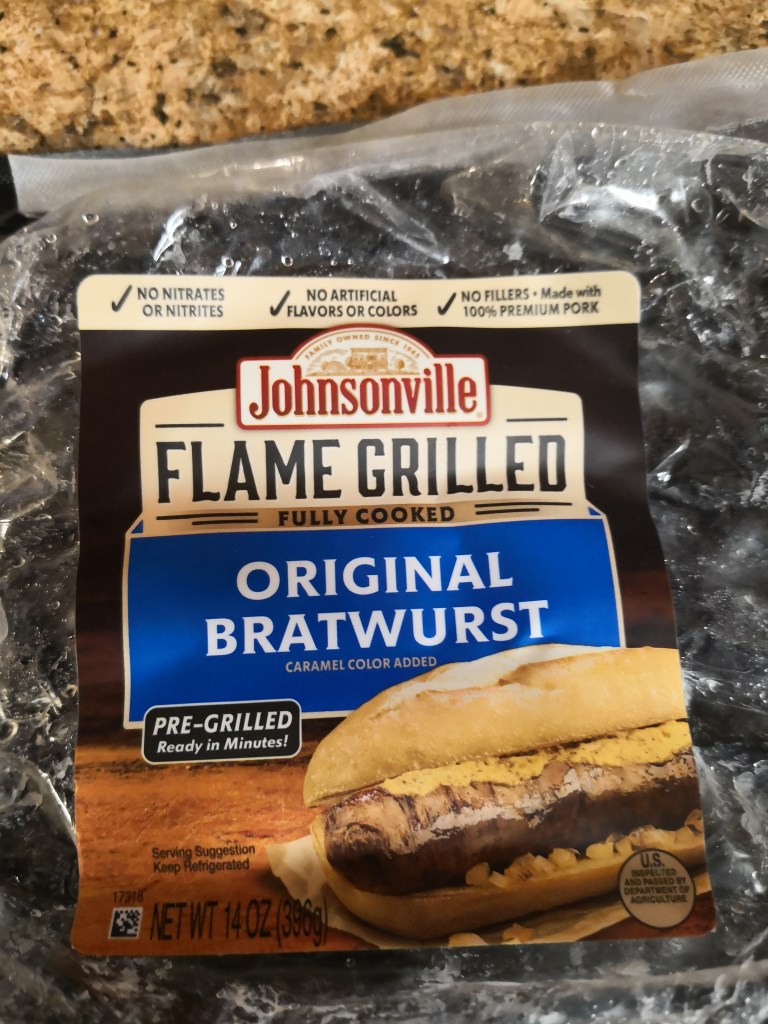 ✓ NO NITRATES
OR NITRITES
✓ NO ARTIFICIAL
FLAVORS OR COLORS
✓ NO FILLERS • Made with
100% PREMIUM PORK
FAMILY OWNED SINCE 1945
Johnsonville®
FLAME GRILLED
FULLY COOKED
ORIGINAL
BRATWURST
CARAMEL COLOR ADDED
PRE-GRILLED
Ready in Minutes!
Serving Suggestion
Keep Refrigerated
17318
NET WT 14 OZ (396g)
U.S.
INSPECTED
AND PASSED BY
DEPARTMENT OF
AGRICULTURE